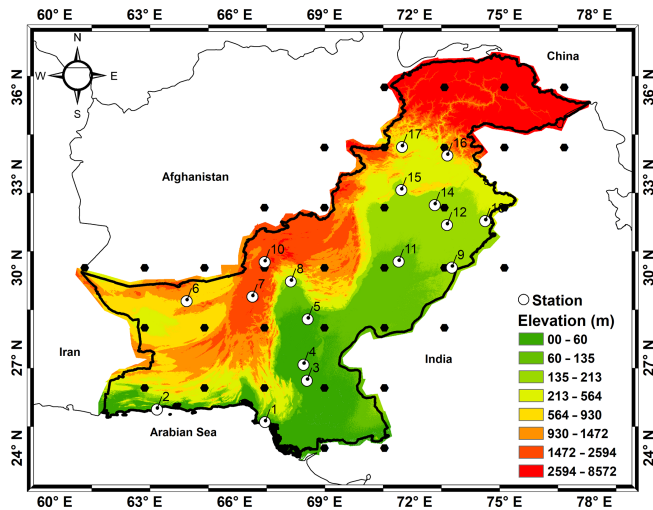 60° E 63° E 66° E 69° E 72° E 75° E 78° E
N
W E
S
China
36° N
36° N
33° N
33° N
30° N
30° N
27° N
27° N
24° N
24° N
Afghanistan
Iran
India
Arabian Sea
17
16
15
14
12
11
9
10
8
7
6
5
4
3
2
1
Station
Elevation (m)
00 – 60
60 – 135
135 – 213
213 – 564
564 – 930
930 – 1472
1472 – 2594
2594 – 8572
60° E 63° E 66° E 69° E 72° E 75° E 78° E